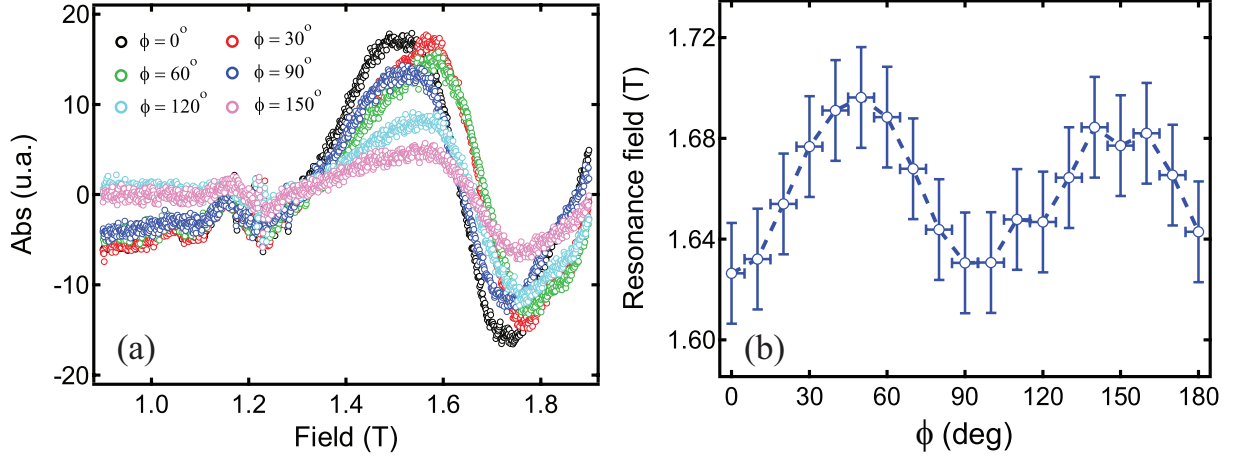 20
10
0
-10
-20
Abs (u.a.)
ϕ = 0° ϕ = 30°
ϕ = 60° ϕ = 90°
ϕ = 120° ϕ = 150°
(a)
1.0 1.2 1.4 1.6 1.8
Field (T)
1.72
1.68
1.64
1.60
Resonance field (T)
(b)
0 30 60 90 120 150 180
ϕ (deg)